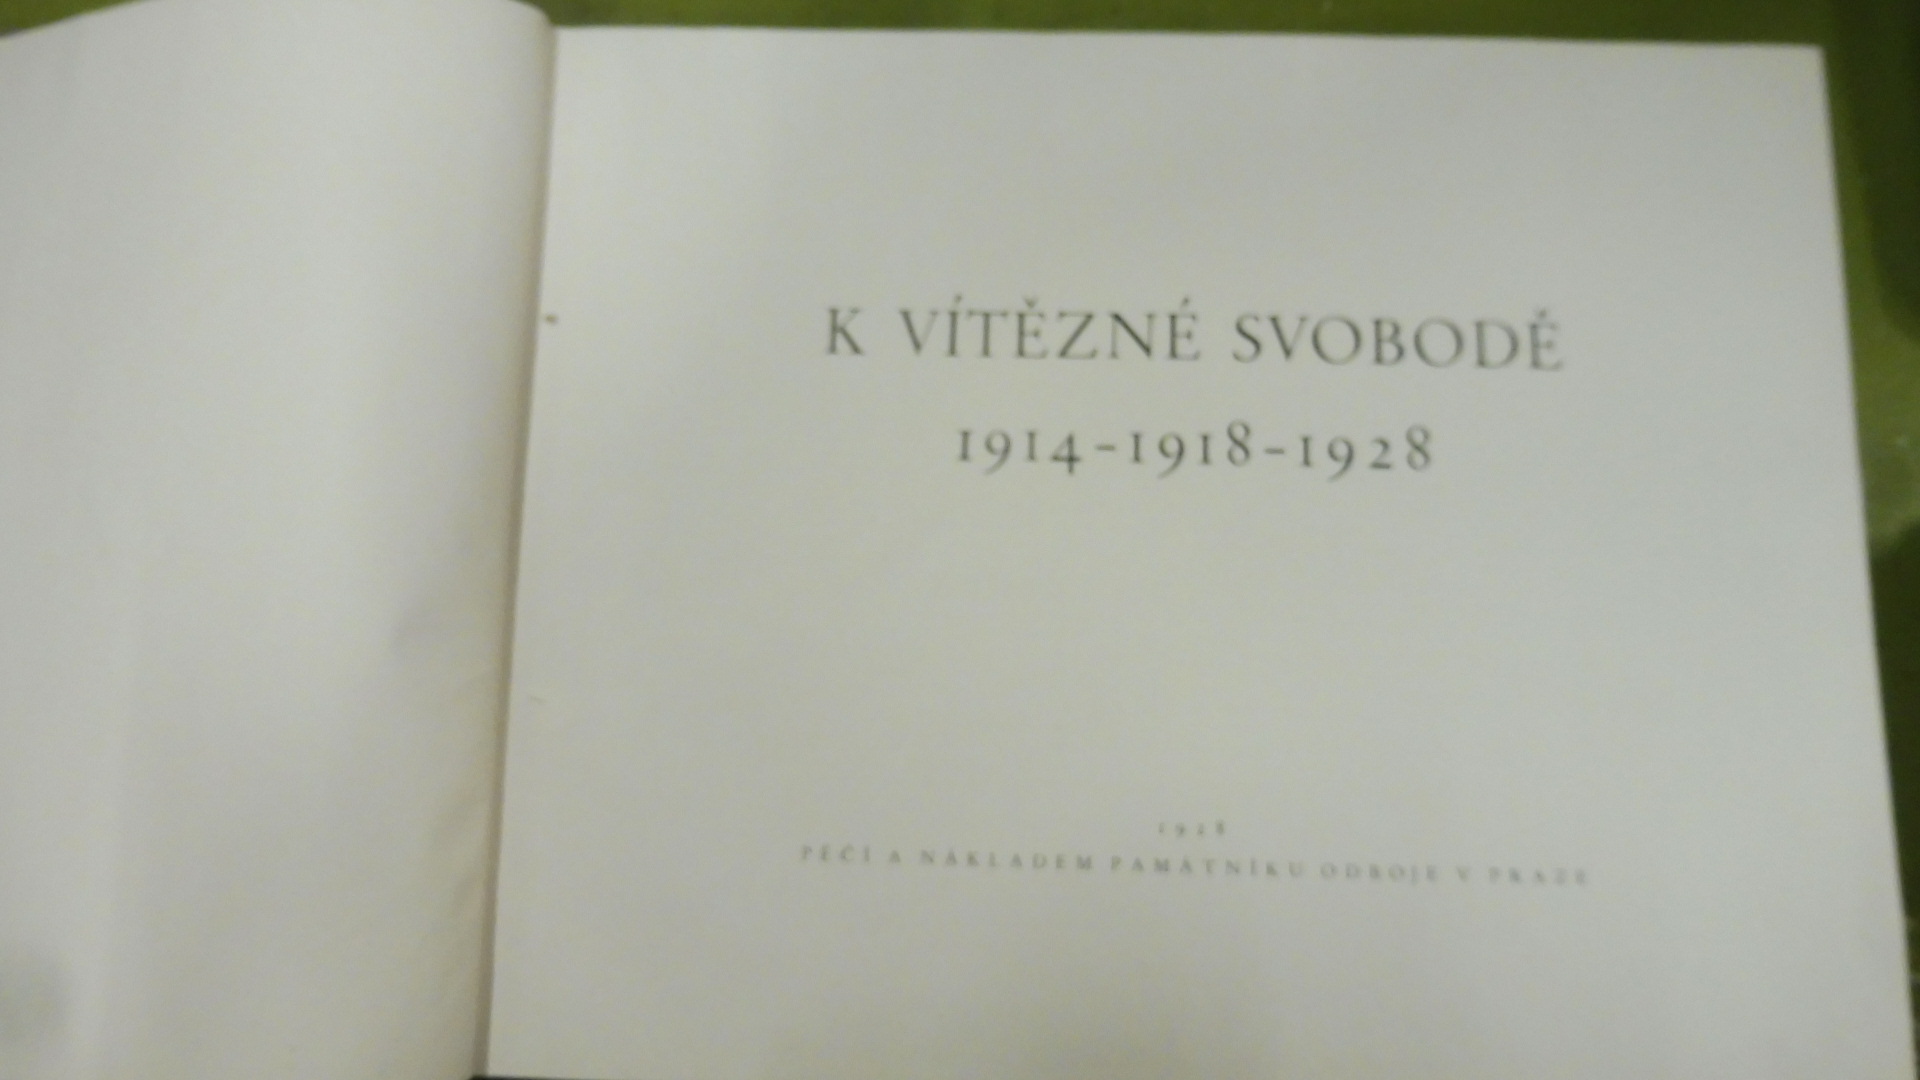 K VÍTĚZNÉ SVOBODĚ
1914-1918-1928
1928
PÉČÍ A NÁKLADEM PAMÁTNÍKU ODBOJE V PRAZE